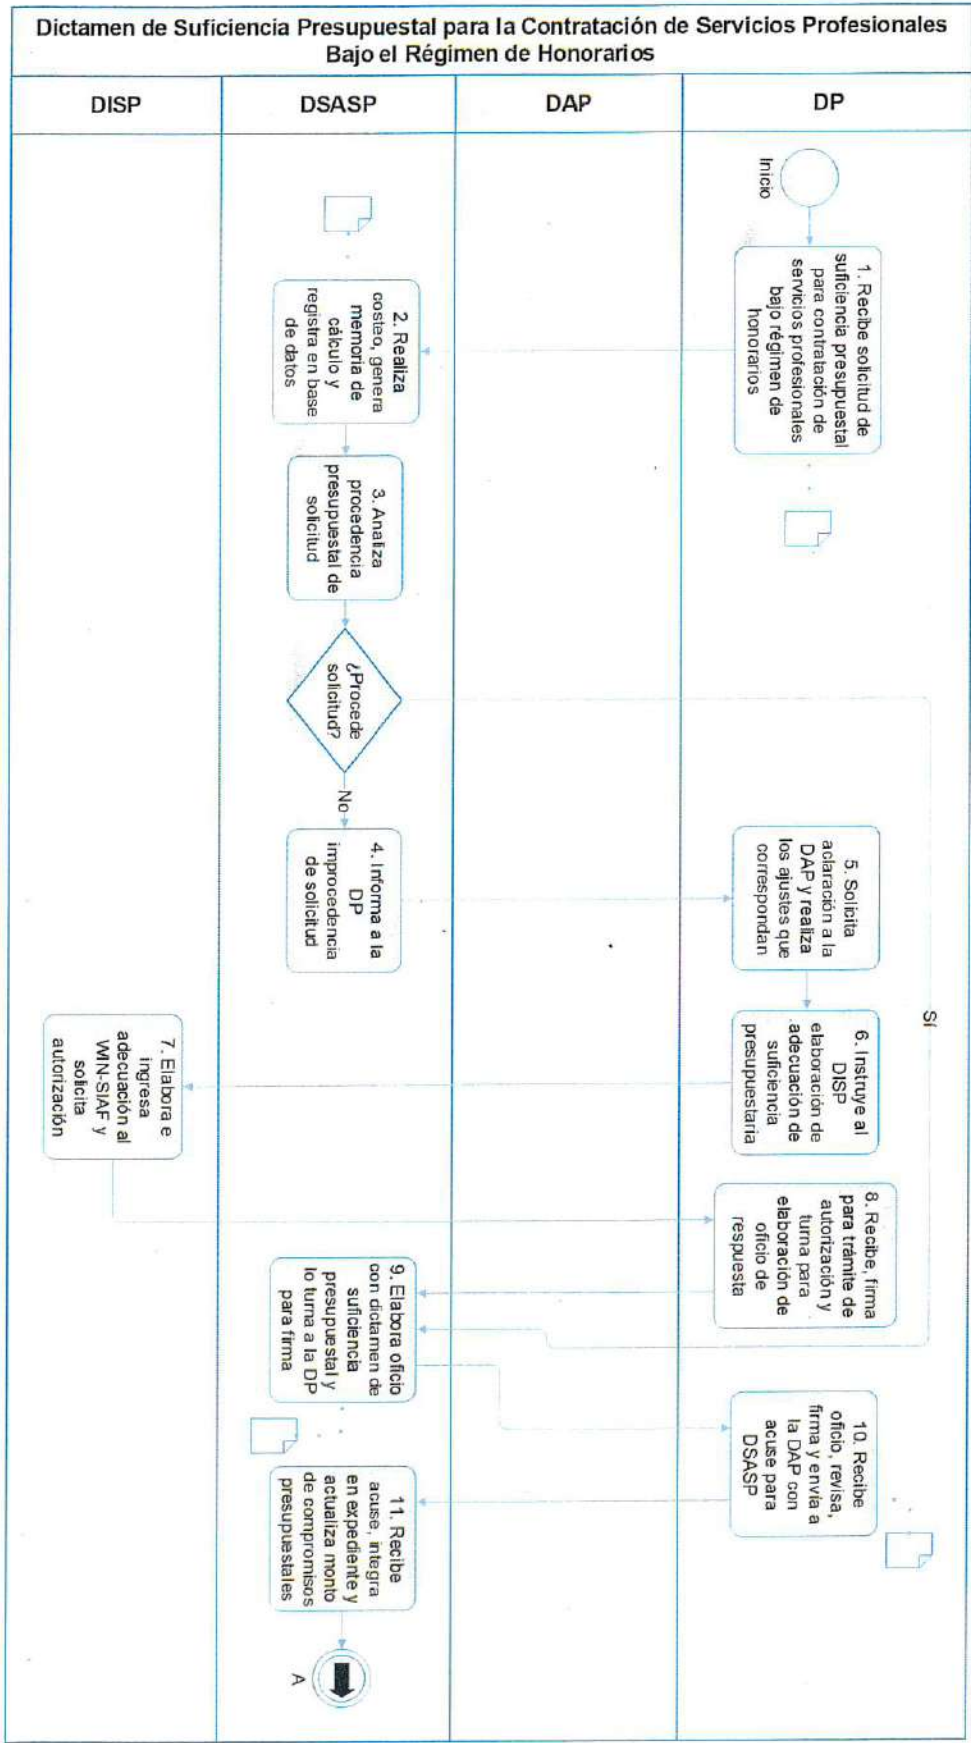 Dictamen de Suficiencia Presupuestal para la Contratación de Servicios Profesionales
Bajo el Régimen de Honorarios
DISP
DSASP
DAP
DP
Inicio
1. Recibe solicitud de
suficiencia presupuestal
para contratación de
servicios profesionales
bajo régimen de
honorarios
2. Realiza
costeo, genera
memoria de
cálculo y
registra en base
de datos
3. Analiza
procedencia
presupuestal de
solicitud
¿Procede
solicitud?
No
Sí
4. Informa a la
DP
improcedencia
de solicitud
5. Solicita
aclaración a la
DAP y realiza
los ajustes que
correspondan
6. Instruye al
DISP
elaboración de
adecuación de
suficiencia
presupuestaria
7. Elabora e
ingresa
adecuación al
WIN-SIAF y
solicita
autorización
8. Recibe, firma
para trámite de
autorización y
turna para
elaboración de
oficio de
respuesta
9. Elabora oficio
con dictamen de
suficiencia
presupuestal y
lo turna a la DP
para firma
10. Recibe
oficio, revisa,
firma y envía a
la DAP con
acuse para
DSASP
11. Recibe
acuse, integra
en expediente y
actualiza monto
de compromisos
presupuestales
A